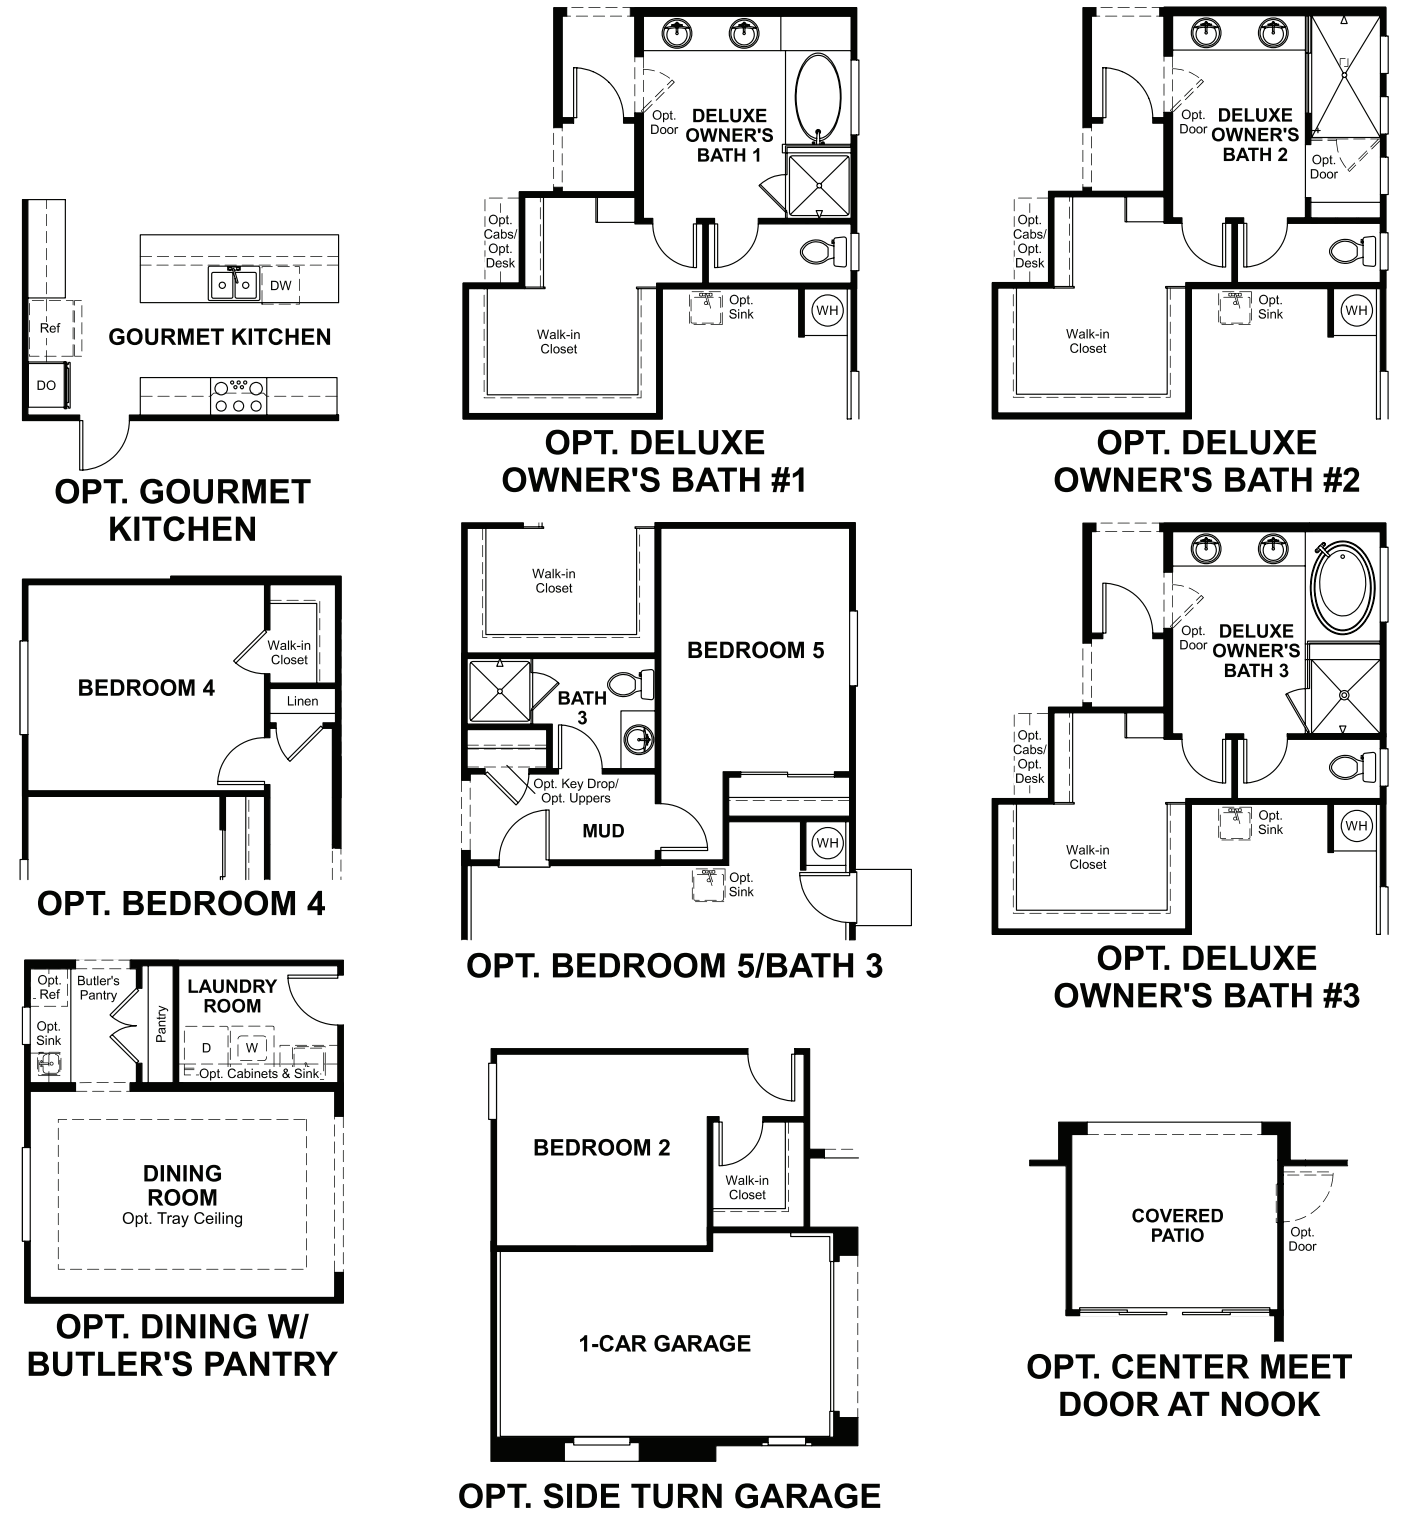 Ref
DO
DW
GOURMET KITCHEN
OPT. GOURMET
KITCHEN
Opt.
Door
DELUXE
OWNER'S
BATH 1
Opt.
Cabs/
Opt.
Desk
Walk-in
Closet
Opt.
Sink
WH
OPT. DELUXE
OWNER'S BATH #1
Opt.
Door
DELUXE
OWNER'S
BATH 2
Opt.
Door
Opt.
Cabs/
Opt.
Desk
Walk-in
Closet
Opt.
Sink
WH
OPT. DELUXE
OWNER'S BATH #2
BEDROOM 4
Walk-in
Closet
Linen
OPT. BEDROOM 4
Walk-in
Closet
BEDROOM 5
BATH
3
Opt. Key Drop/
Opt. Uppers
MUD
Opt.
Sink
WH
OPT. BEDROOM 5/BATH 3
Opt.
Door
DELUXE
OWNER'S
BATH 3
Opt.
Cabs/
Opt.
Desk
Walk-in
Closet
Opt.
Sink
WH
OPT. DELUXE
OWNER'S BATH #3
Opt.
Ref
Butler's
Pantry
Opt.
Sink
Pantry
LAUNDRY
ROOM
D
W
Opt. Cabinets & Sink
DINING
ROOM
Opt. Tray Ceiling
OPT. DINING W/
BUTLER'S PANTRY
BEDROOM 2
Walk-in
Closet
1-CAR GARAGE
OPT. SIDE TURN GARAGE
COVERED
PATIO
Opt.
Door
OPT. CENTER MEET
DOOR AT NOOK